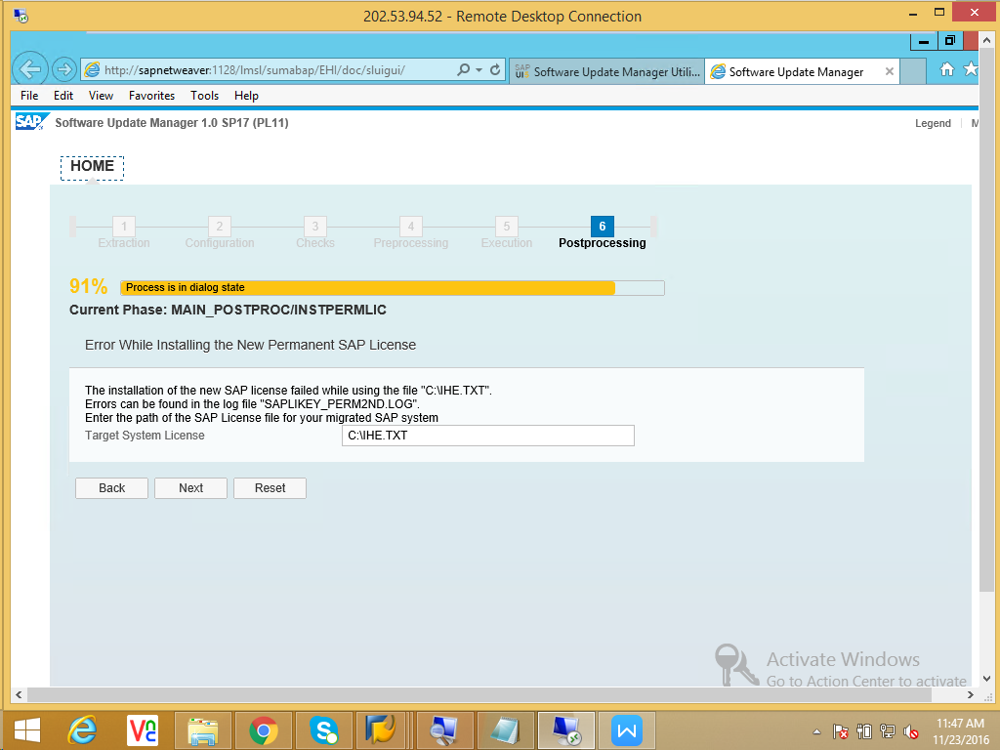 202.53.94.52 - Remote Desktop Connection
http://sapnetweaver:1128/lmsl/sumabap/EHI/doc/sluigui/
SAP UI Software Update Manager Utili...
Software Update Manager
File Edit View Favorites Tools Help
SAP Software Update Manager 1.0 SP17 (PL11)
Legend
M
HOME
1 2 3 4 5 6
Extraction Configuration Checks Preprocessing Execution Postprocessing
91% Process is in dialog state
Current Phase: MAIN_POSTPROC/INSTPERMLIC
Error While Installing the New Permanent SAP License
The installation of the new SAP license failed while using the file "C:\IHE.TXT".
Errors can be found in the log file "SAPLIKEY_PERM2ND.LOG".
Enter the path of the SAP License file for your migrated SAP system
Target System License C:\IHE.TXT
Back Next Reset
Activate Windows
Go to Action Center to activate
11:47 AM
11/23/2016